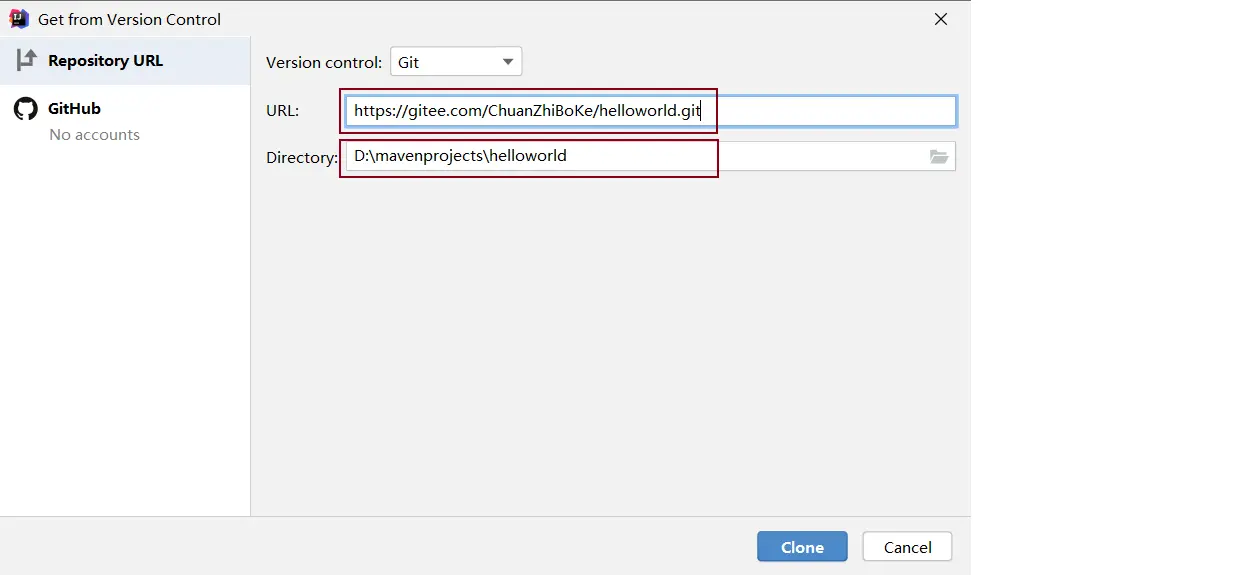 Get from Version Control
Repository URL
GitHub
No accounts
Version control: Git
URL: https://gitee.com/ChuanZhiBoKe/helloworld.git
Directory: D:\mavenprojects\helloworld
Clone Cancel